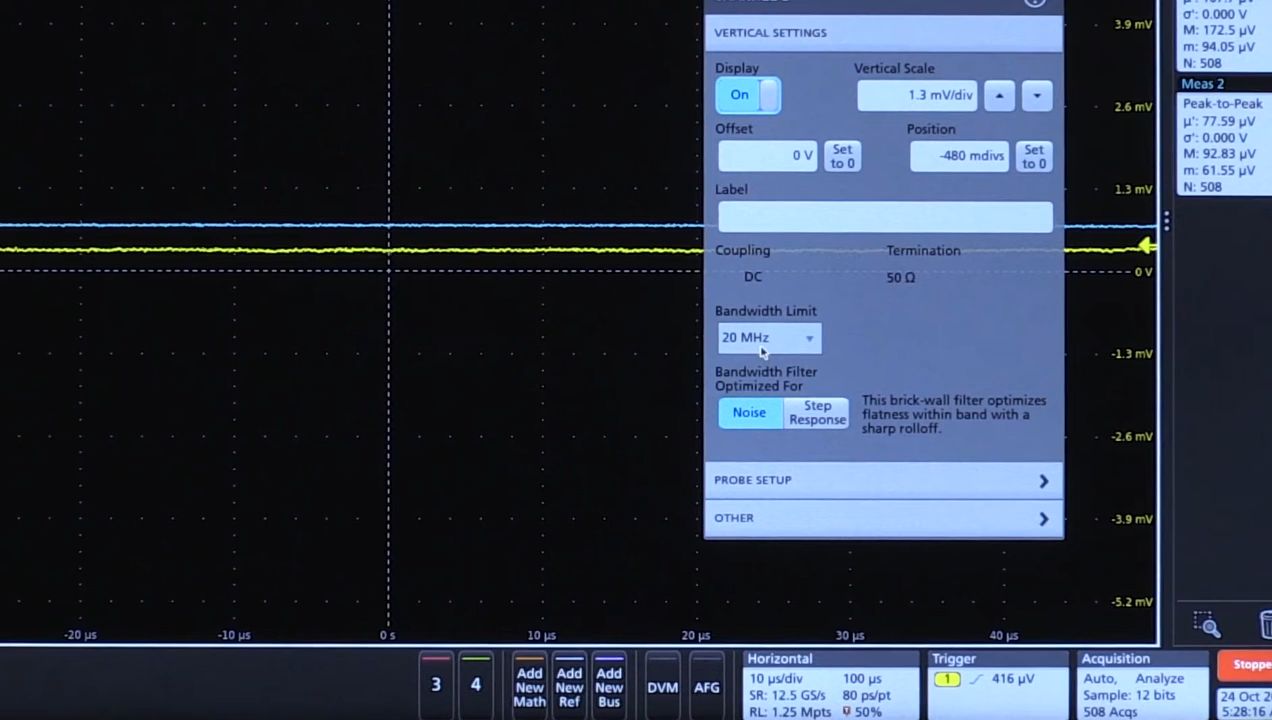 3.9 mV
2.6 mV
1.3 mV
0 V
-1.3 mV
-2.6 mV
-3.9 mV
-5.2 mV
-20 µs
-10 µs
0 s
10 µs
20 µs
30 µs
40 µs
VERTICAL SETTINGS
Display
On
Vertical Scale
1.3 mV/div
Offset
0 V
Set
to 0
Position
-480 mdivs
Set
to 0
Label
Coupling
DC
Termination
50 Ω
Bandwidth Limit
20 MHz
Bandwidth Filter
Optimized For
Noise
Step
Response
This brick-wall filter optimizes
flatness within band with a
sharp rolloff.
PROBE SETUP
OTHER
σ': 0.000 V
M: 172.5 µV
m: 94.05 µV
N: 508
Meas 2
Peak-to-Peak
µ': 77.59 µV
σ': 0.000 V
M: 92.83 µV
m: 61.55 µV
N: 508
3
4
Add
New
Math
Add
New
Ref
Add
New
Bus
DVM
AFG
Horizontal
10 µs/div 100 µs
SR: 12.5 GS/s 80 ps/pt
RL: 1.25 Mpts 50%
Trigger
1 416 µV
Acquisition
Auto, Analyze
Sample: 12 bits
508 Acqs
Stoppe
24 Oct 2
5:28:16